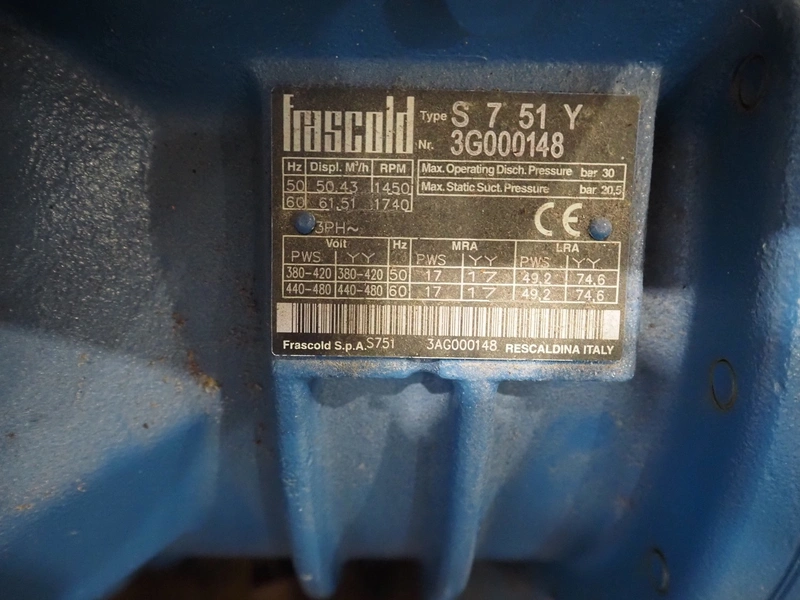 Frascold Type S 7 51 Y
Nr. 3G000148
Hz Displ. M³/h RPM
50 50.43 1450
60 61.51 1740
Max. Operating Disch. Pressure bar 30
Max. Static Suct. Pressure bar 20,5
CE
3PH~
Volt Hz MRA LRA
PWS YY PWS YY PWS YY
380-420 380-420 50 17 17 49,2 74,6
440-480 440-480 60 17 17 49,2 74,6
Frascold S.p.A. S751 3AG000148 RESCALDINA ITALY